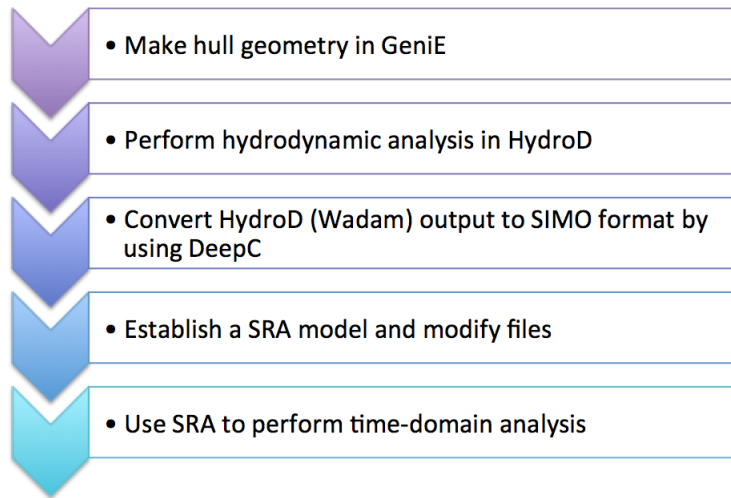 • Make hull geometry in GeniE
• Perform hydrodynamic analysis in HydroD
• Convert HydroD (Wadam) output to SIMO format by
using DeepC
• Establish a SRA model and modify files
• Use SRA to perform time-domain analysis